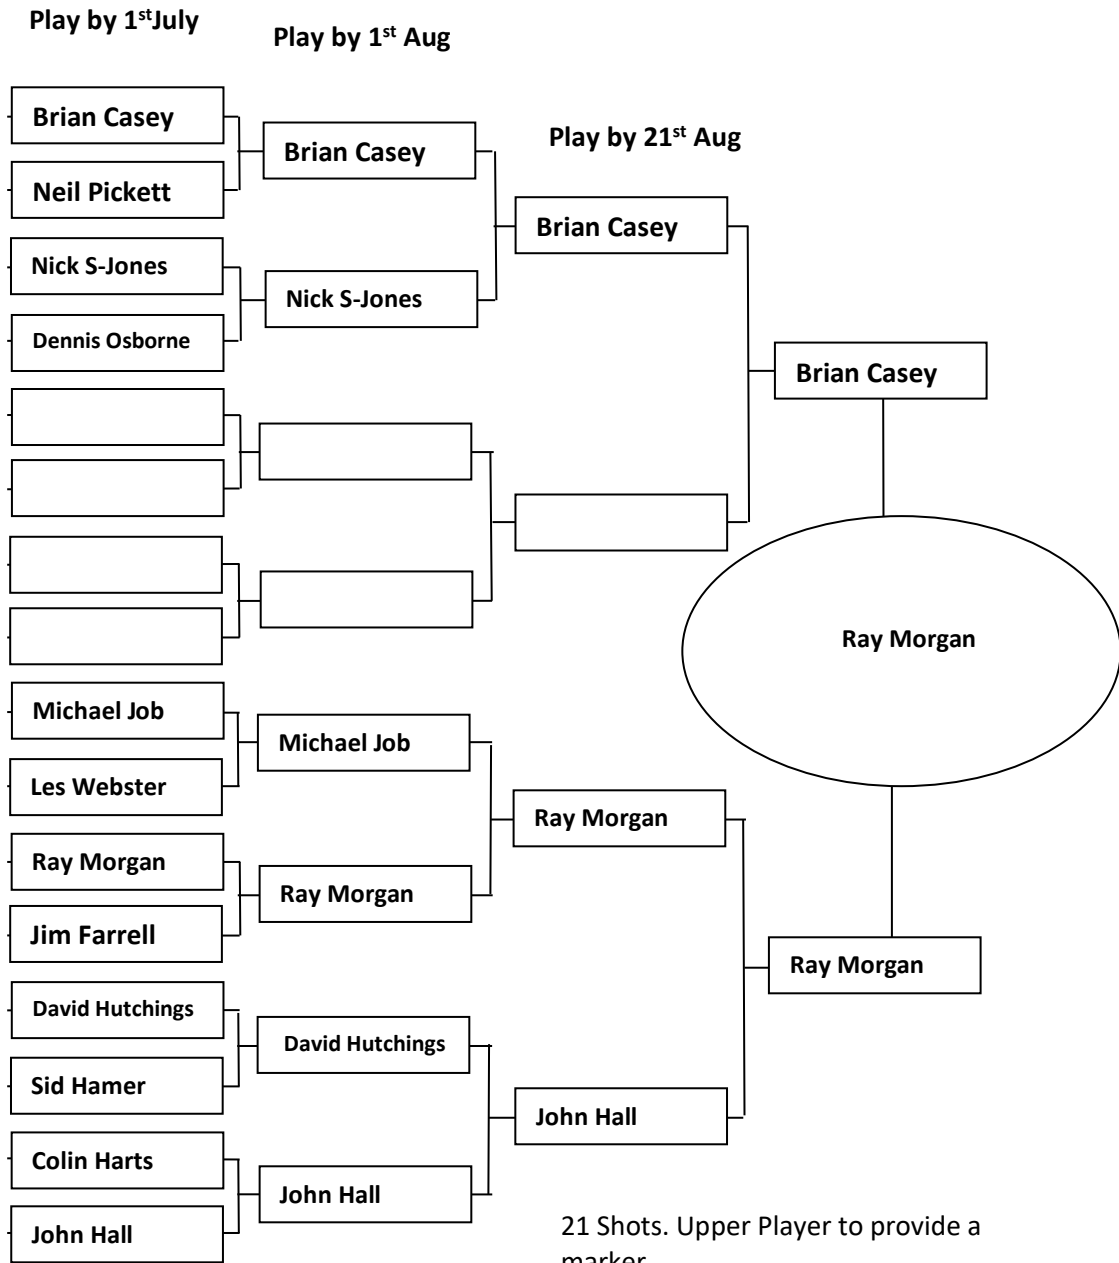 Play by 1stJuly
Play by 1st Aug
Play by 21st Aug
Brian Casey
Neil Pickett
Nick S-Jones
Dennis Osborne
Michael Job
Les Webster
Ray Morgan
Jim Farrell
David Hutchings
Sid Hamer
Colin Harts
John Hall
Brian Casey
Nick S-Jones
Michael Job
Ray Morgan
David Hutchings
John Hall
Brian Casey
Ray Morgan
John Hall
Brian Casey
Ray Morgan
Ray Morgan
21 Shots. Upper Player to provide a
marker